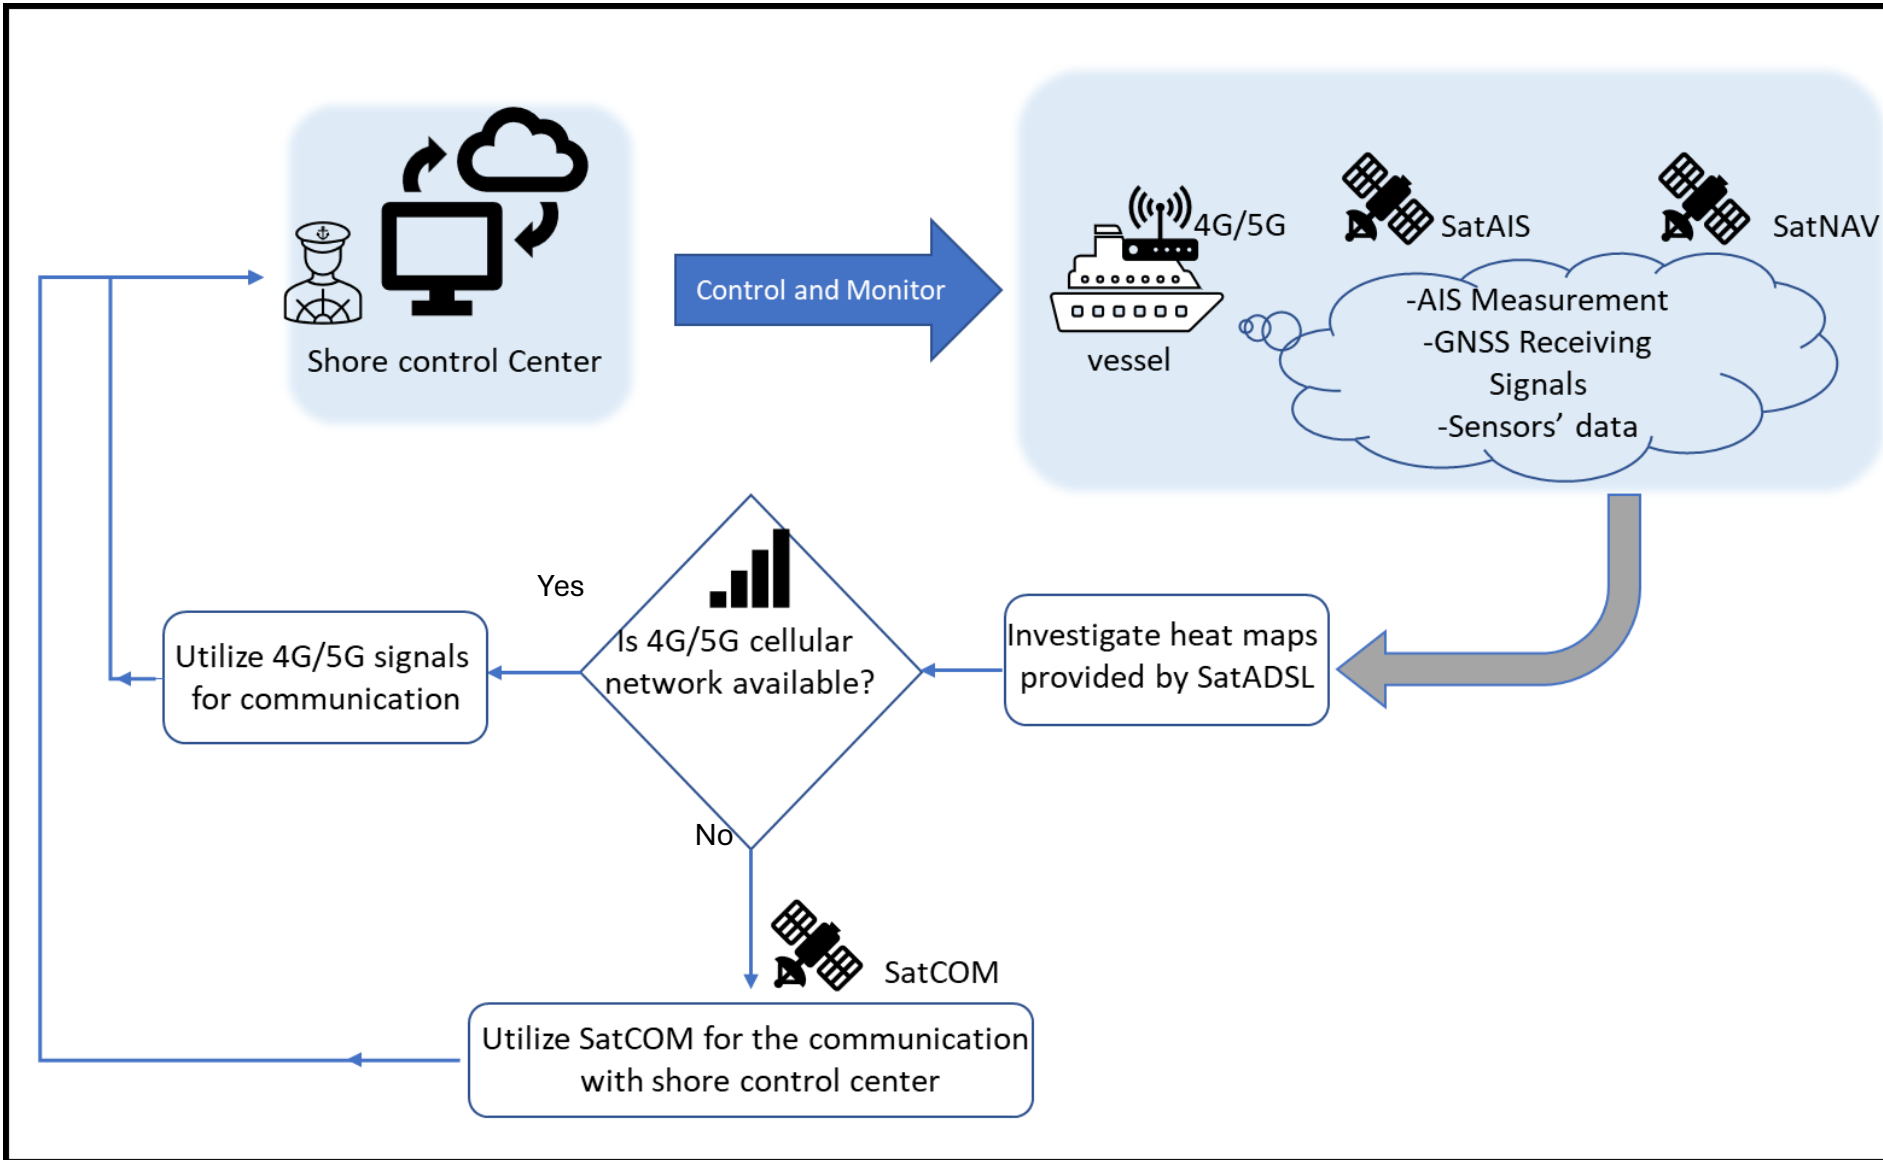 4G/5G
SatAIS
SatNAV
Control and Monitor
-AIS Measurement
-GNSS Receiving
Signals
-Sensors’ data
Shore control Center
vessel
Yes
Is 4G/5G cellular
network available?
Investigate heat maps
provided by SatADSL
Utilize 4G/5G signals
for communication
No
SatCOM
Utilize SatCOM for the communication
with shore control center